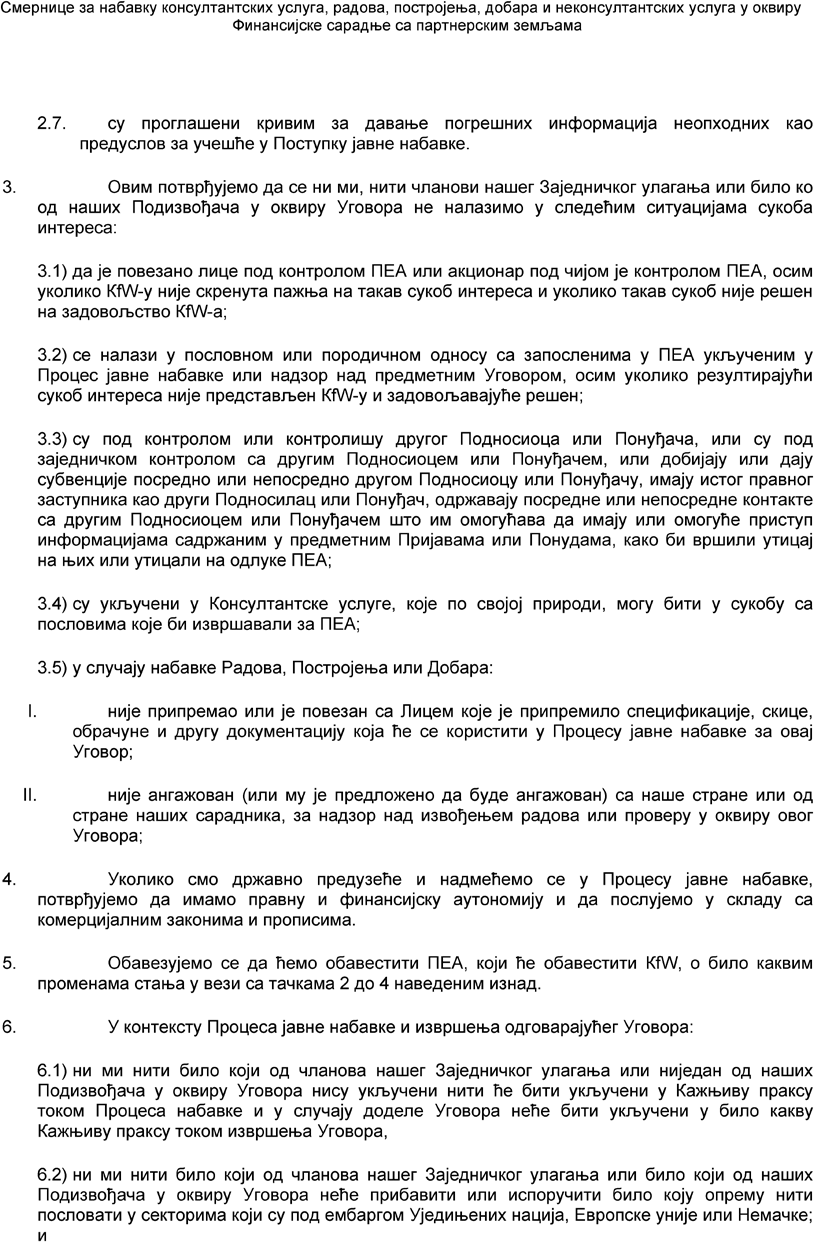 Смернице за набавку консултантских услуга, радова, постројења, добара и неконсултантских услуга у оквиру
Финансијске сарадње са партнерским земљама
2.7. су проглашени кривим за давање погрешних информација неопходних као
предуслов за учешће у Поступку јавне набавке.
3. Овим потврђујемо да се ни ми, нити чланови нашег Заједничког улагања или било ко
од наших Подизвођача у оквиру Уговора не налазимо у следећим ситуацијама сукоба
интереса:
3.1) да је повезано лице под контролом ПЕА или акционар под чијом је контролом ПЕА, осим
уколико KfW-у није скренута пажња на такав сукоб интереса и уколико такав сукоб није решен
на задовољство KfW-а;
3.2) се налази у пословном или породичном односу са запосленима у ПЕА укљученим у
Процес јавне набавке или надзор над предметним Уговором, осим уколико резултирајући
сукоб интереса није представљен KfW-у и задовољавајуће решен;
3.3) су под контролом или контролишу другог Подносиоца или Понуђача, или су под
заједничком контролом са другим Подносиоцем или Понуђачем, или добијају или дају
субвенције посредно или непосредно другом Подносиоцу или Понуђачу, имају истог правног
заступника као други Подносилац или Понуђач, одржавају посредне или непосредне контакте
са другим Подносиоцем или Понуђачем што им омогућава да имају или омогуће приступ
информацијама садржаним у предметним Пријавама или Понудама, како би вршили утицај
на њих или утицали на одлуке ПЕА;
3.4) су укључени у Консултантске услуге, које по својој природи, могу бити у сукобу са
пословима које би извршавали за ПЕА;
3.5) у случају набавке Радова, Постројења или Добара:
I. није припремао или је повезан са Лицем које је припремило спецификације, скице,
обрачуне и другу документацију која ће се користити у Процесу јавне набавке за овај
Уговор;
II. није ангажован (или му је предложено да буде ангажован) са наше стране или од
стране наших сарадника, за надзор над извођењем радова или проверу у оквиру овог
Уговора;
4. Уколико смо државно предузеће и надмећемо се у Процесу јавне набавке,
потврђујемо да имамо правну и финансијску аутономију и да послујемо у складу са
комерцијалним законима и прописима.
5. Обавезујемо се да ћемо обавестити ПЕА, који ће обавестити KfW, о било каквим
променама стања у вези са тачкама 2 до 4 наведеним изнад.
6. У контексту Процеса јавне набавке и извршења одговарајућег Уговора:
6.1) ни ми нити било који од чланова нашег Заједничког улагања или ниједан од наших
Подизвођача у оквиру Уговора нису укључени нити ће бити укључени у Кажњиву праксу
током Процеса набавке и у случају доделе Уговора неће бити укључени у било какву
Кажњиву праксу током извршења Уговора,
6.2) ни ми нити било који од чланова нашег Заједничког улагања или било који од наших
Подизвођача у оквиру Уговора неће прибавити или испоручити било коју опрему нити
пословати у секторима који су под ембаргом Уједињених нација, Европске уније или Немачке;
и